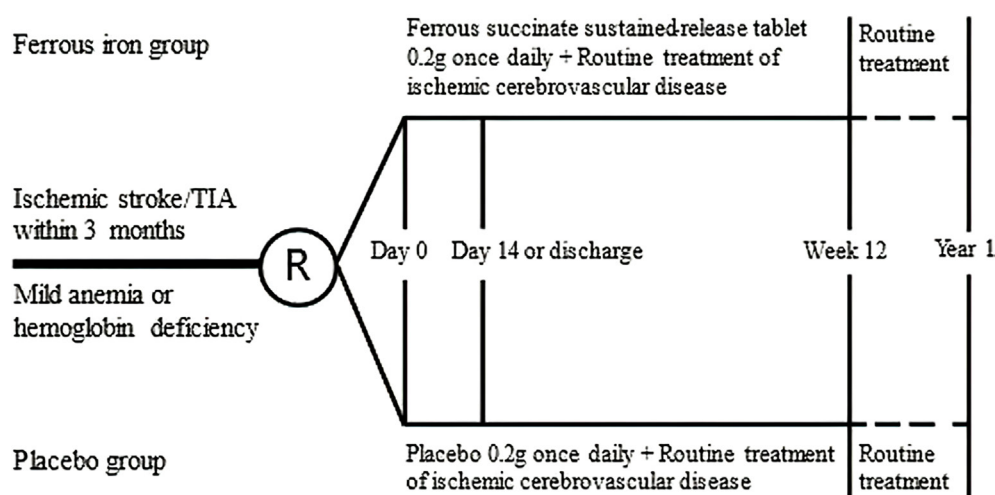 Ferrous iron group
Ferrous succinate sustained-release tablet
0.2g once daily + Routine treatment of
ischemic cerebrovascular disease
Routine
treatment
Ischemic stroke/TIA
within 3 months
R
Mild anemia or
hemoglobin deficiency
Day 0
Day 14 or discharge
Week 12
Year 1
Placebo group
Placebo 0.2g once daily + Routine treatment
of ischemic cerebrovascular disease
Routine
treatment